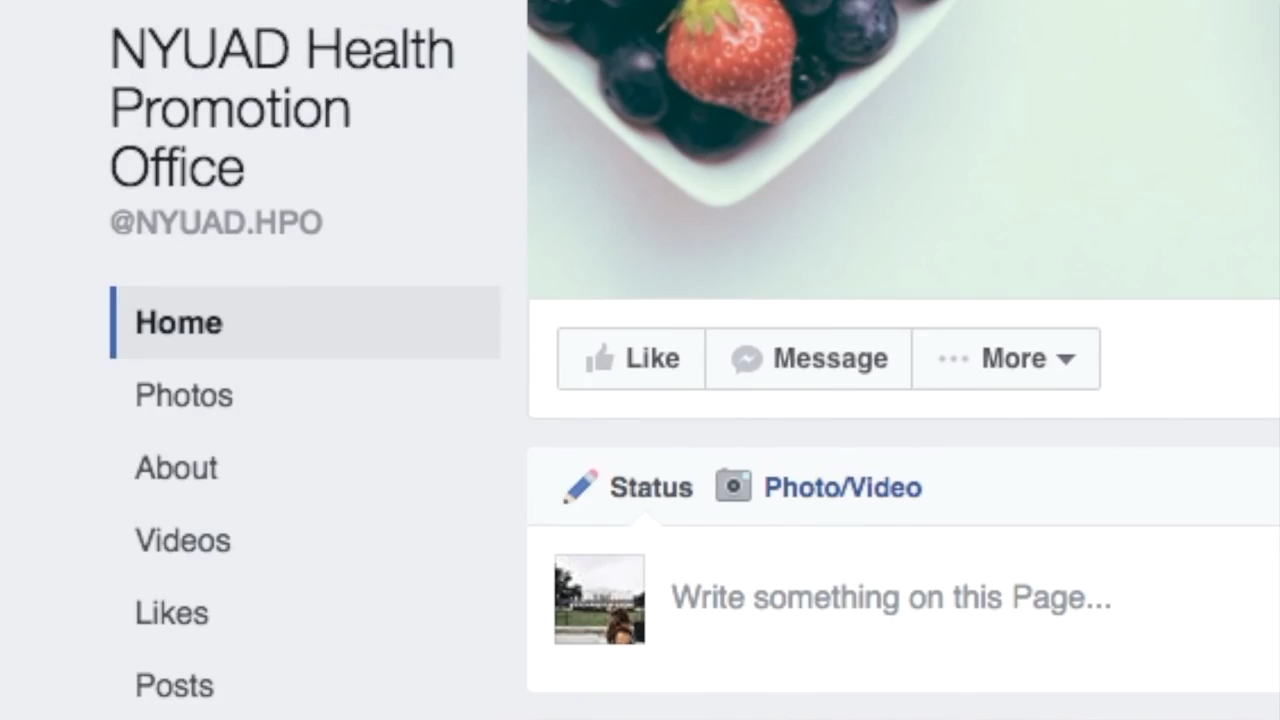 NYUAD Health
Promotion
Office
@NYUAD.HPO
Home
Photos
About
Videos
Likes
Posts
Like Message ... More
Status Photo/Video
Write something on this Page...